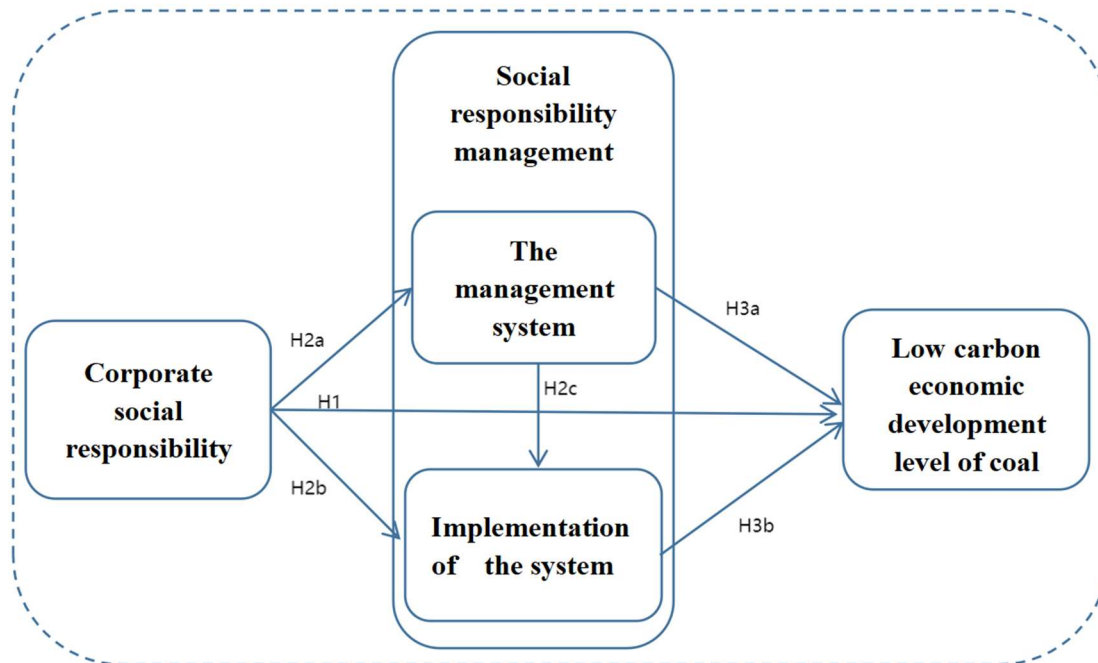 Social
responsibility
management
The
management
system
H2a
H3a
Corporate
social
responsibility
H1
H2c
Low carbon
economic
development
level of coal
H2b
Implementation
of the system
H3b